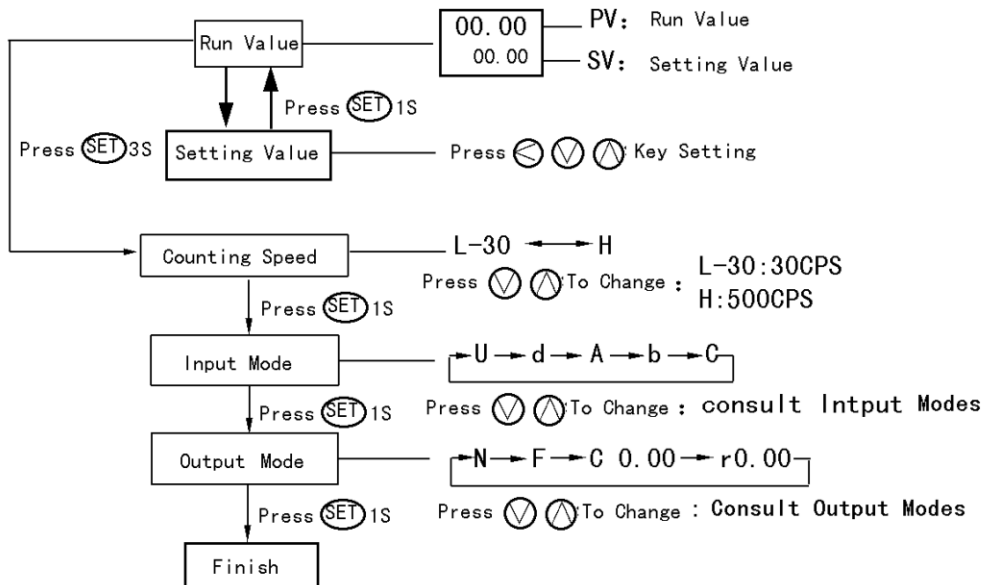 Run Value
00.00
00.00
PV: Run Value
SV: Setting Value
Press SET 1S
Press SET 3S
Setting Value
Press < ∨ ∧:Key Setting
Counting Speed
L-30 ↔ H
Press ∨ ∧:To Change :
L-30:30CPS
H:500CPS
Press SET 1S
Input Mode
U→d→A→b→C
Press SET 1S
Press ∨ ∧:To Change : consult Intput Modes
Output Mode
N→F→C 0.00→r0.00
Press SET 1S
Press ∨ ∧:To Change : Consult Output Modes
Finish